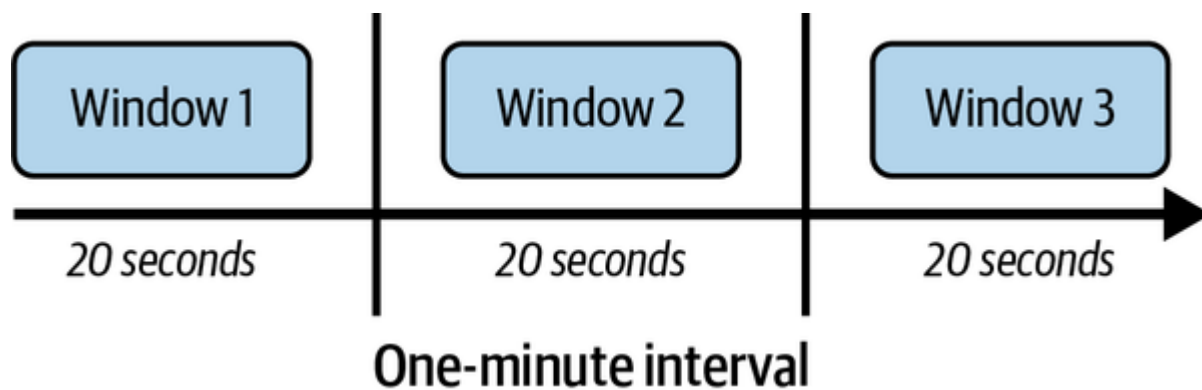 Window 1
Window 2
Window 3
20 seconds
20 seconds
20 seconds
One-minute interval